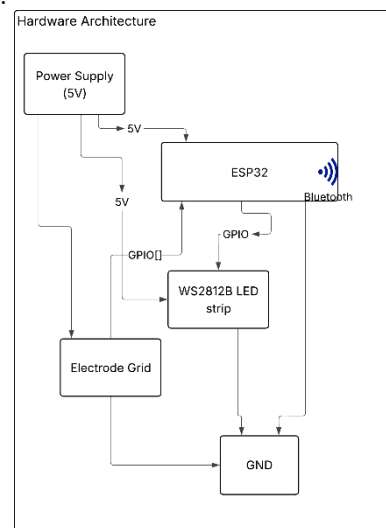 Hardware Architecture
Power Supply
(5V)
5V
ESP32
Bluetooth
5V
GPIO
GPIO[]
WS2812B LED
strip
Electrode Grid
GND